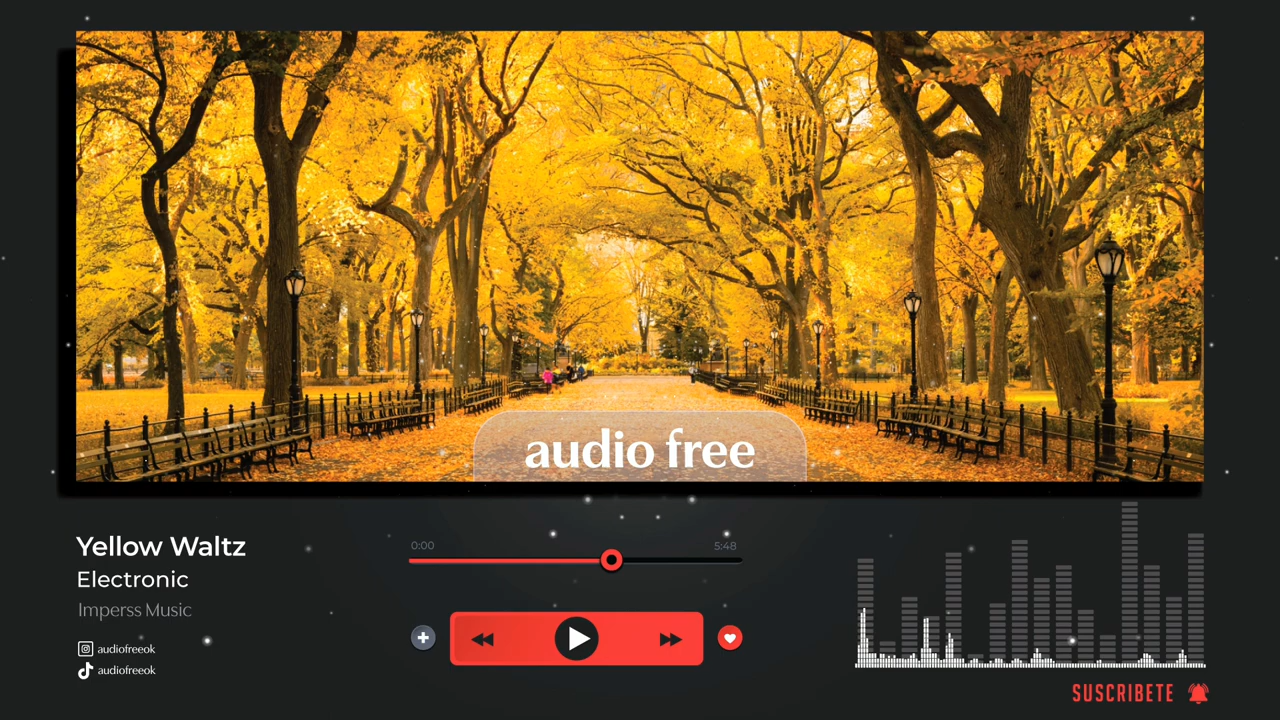 audio free
Yellow Waltz
Electronic
Imperss Music
audiofreeok
audiofreeok
0:00
5:48
SUSCRIBETE